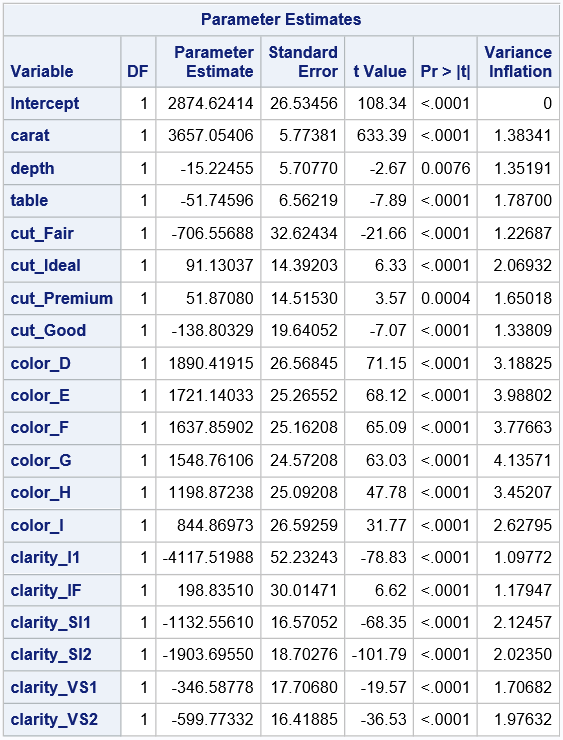 Parameter Estimates
Variable DF Parameter Estimate Standard Error t Value Pr > |t| Variance Inflation
Intercept 1 2874.62414 26.53456 108.34 <.0001 0
carat 1 3657.05406 5.77381 633.39 <.0001 1.38341
depth 1 -15.22455 5.70770 -2.67 0.0076 1.35191
table 1 -51.74596 6.56219 -7.89 <.0001 1.78700
cut_Fair 1 -706.55688 32.62434 -21.66 <.0001 1.22687
cut_Ideal 1 91.13037 14.39203 6.33 <.0001 2.06932
cut_Premium 1 51.87080 14.51530 3.57 0.0004 1.65018
cut_Good 1 -138.80329 19.64052 -7.07 <.0001 1.33809
color_D 1 1890.41915 26.56845 71.15 <.0001 3.18825
color_E 1 1721.14033 25.26552 68.12 <.0001 3.98802
color_F 1 1637.85902 25.16208 65.09 <.0001 3.77663
color_G 1 1548.76106 24.57208 63.03 <.0001 4.13571
color_H 1 1198.87238 25.09208 47.78 <.0001 3.45207
color_I 1 844.86973 26.59259 31.77 <.0001 2.62795
clarity_I1 1 -4117.51988 52.23243 -78.83 <.0001 1.09772
clarity_IF 1 198.83510 30.01471 6.62 <.0001 1.17947
clarity_SI1 1 -1132.55610 16.57052 -68.35 <.0001 2.12457
clarity_SI2 1 -1903.69550 18.70276 -101.79 <.0001 2.02350
clarity_VS1 1 -346.58778 17.70680 -19.57 <.0001 1.70682
clarity_VS2 1 -599.77332 16.41885 -36.53 <.0001 1.97632